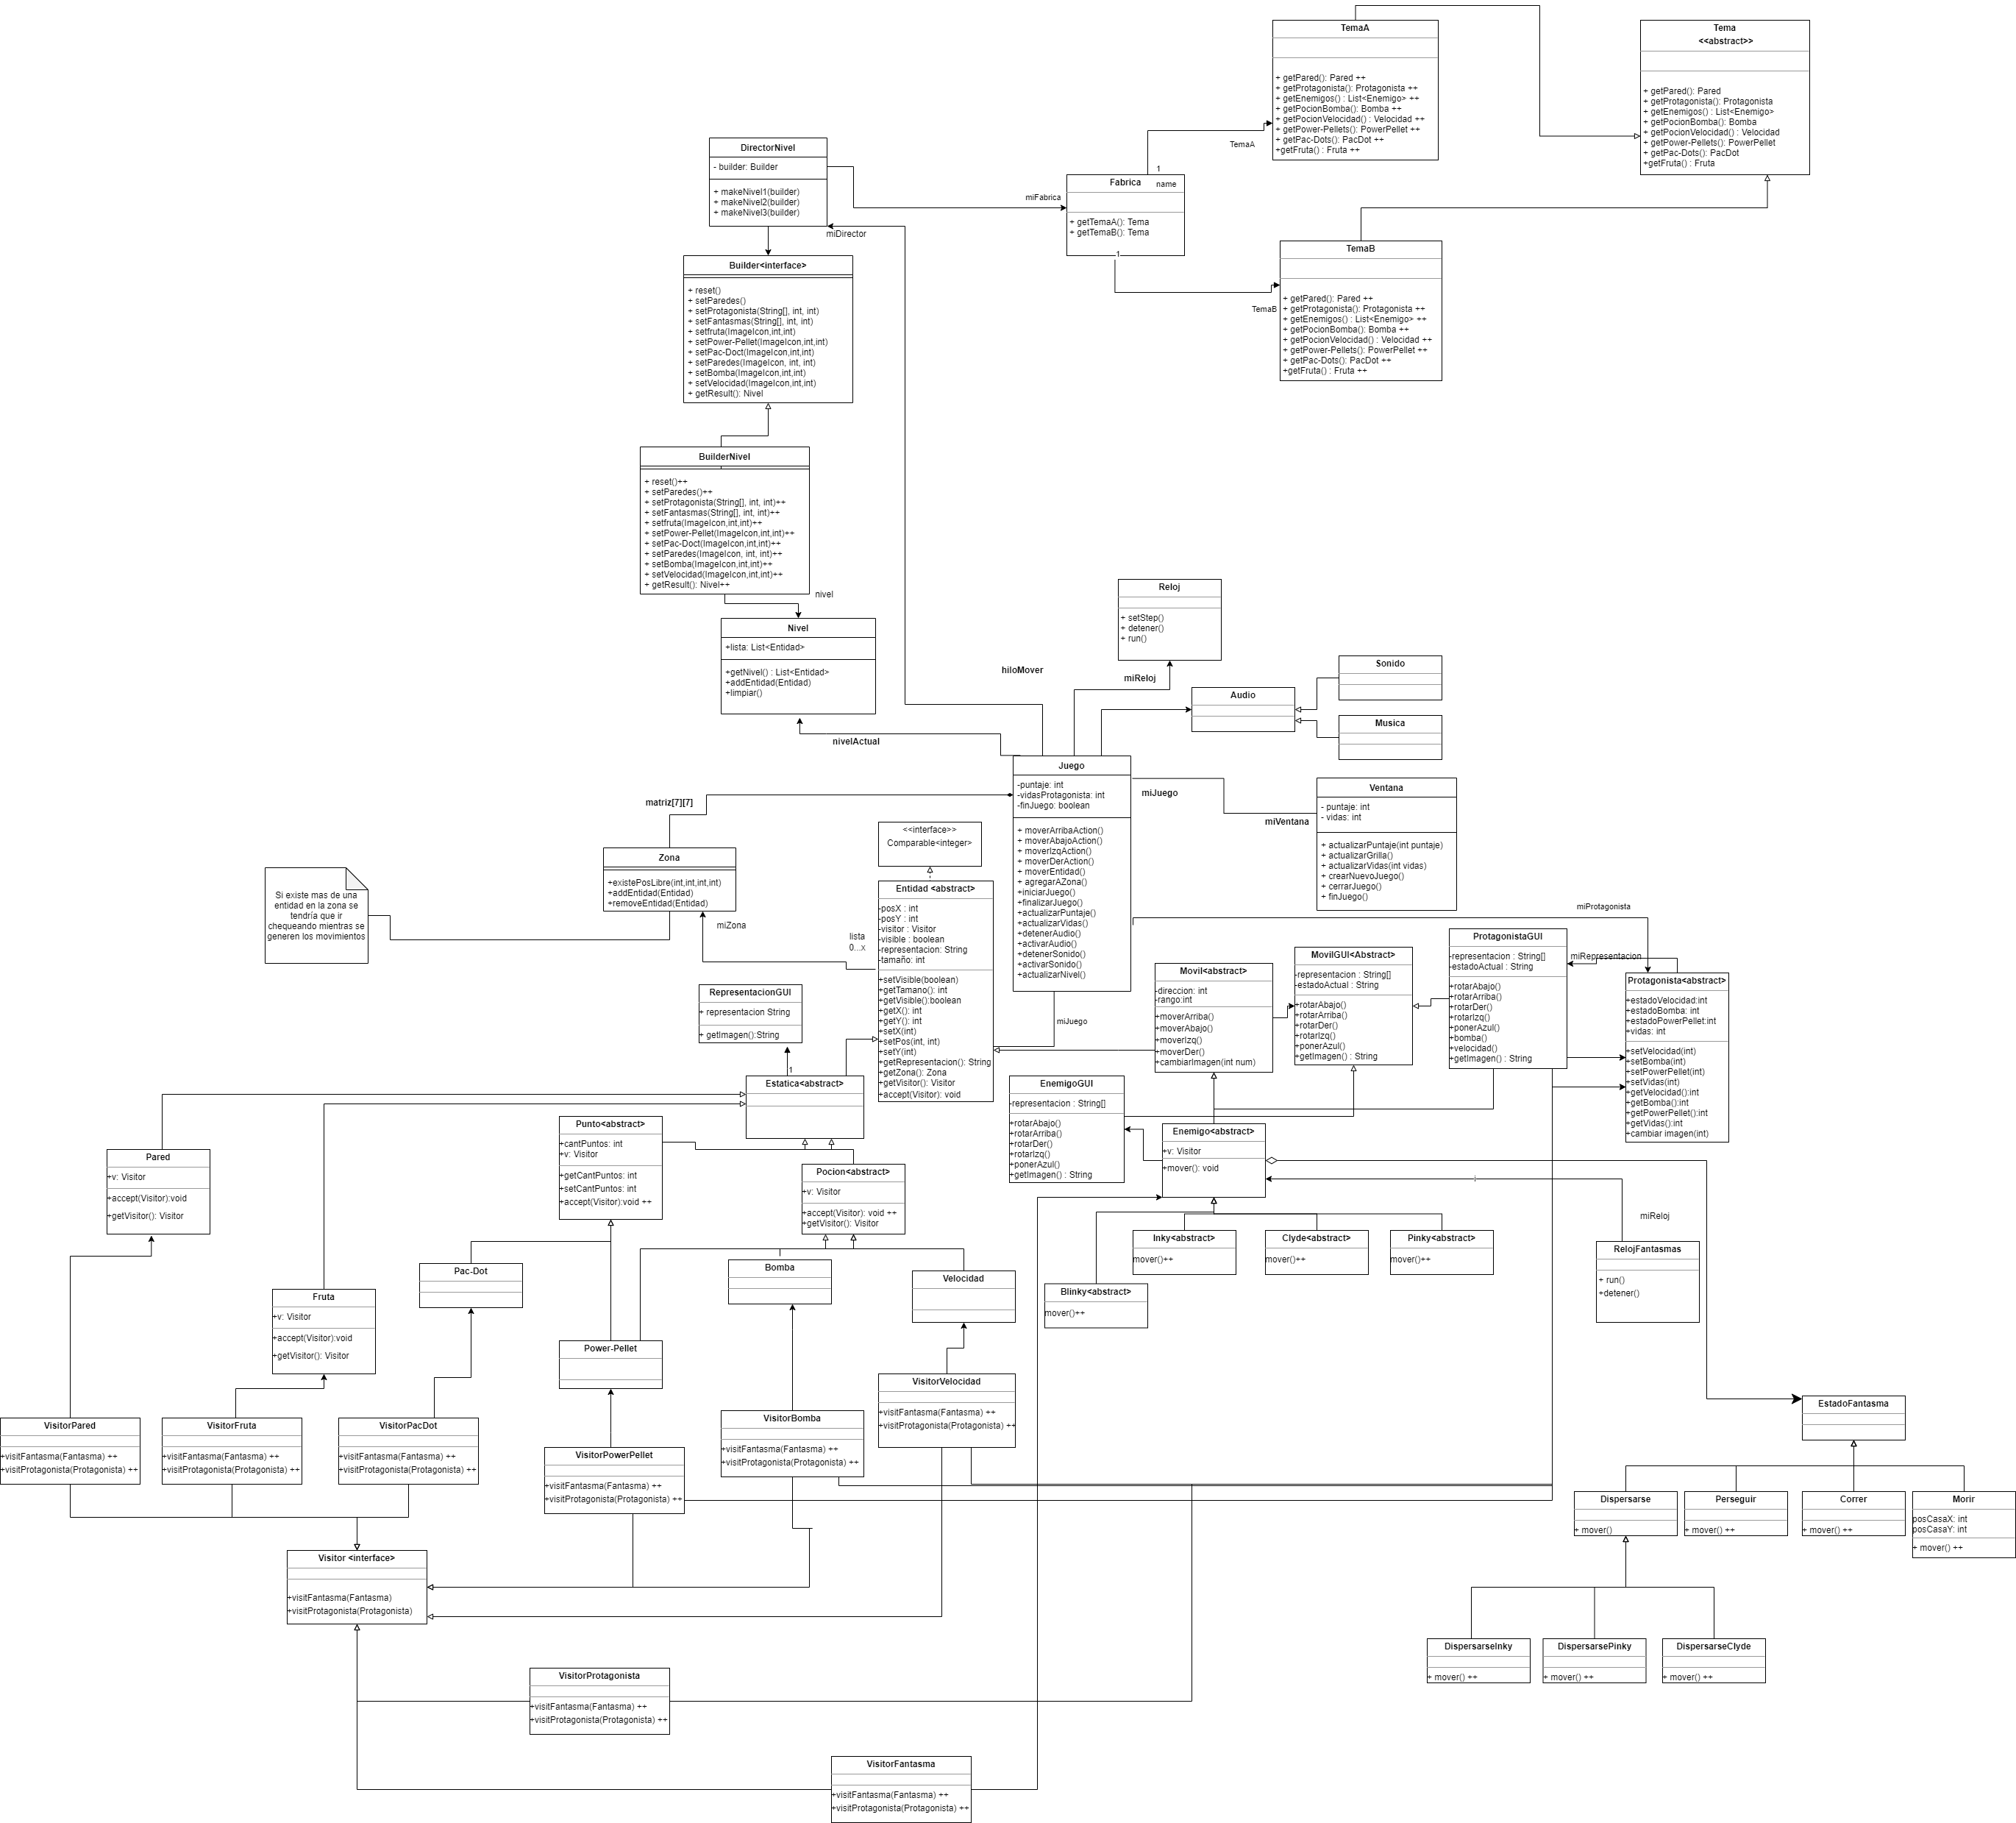 TemaA
+ getPared(): Pared ++
+ getProtagonista(): Protagonista ++
+ getEnemigos() : List<Enemigo> ++
+ getPocionBomba(): Bomba ++
+ getPocionVelocidad() : Velocidad ++
+ getPower-Pellets(): PowerPellet ++
+ getPac-Dots(): PacDot ++
+getFruta() : Fruta ++
Tema
<<abstract>>
+ getPared(): Pared
+ getProtagonista(): Protagonista
+ getEnemigos() : List<Enemigo>
+ getPocionBomba(): Bomba
+ getPocionVelocidad() : Velocidad
+ getPower-Pellets(): PowerPellet
+ getPac-Dots(): PacDot
+getFruta() : Fruta
TemaA
DirectorNivel
- builder: Builder
+ makeNivel1(builder)
+ makeNivel2(builder)
+ makeNivel3(builder)
miFabrica
miDirector
1
name
Fabrica
+ getTemaA(): Tema
+ getTemaB(): Tema
1
TemaB
TemaB
+ getPared(): Pared ++
+ getProtagonista(): Protagonista ++
+ getEnemigos() : List<Enemigo> ++
+ getPocionBomba(): Bomba ++
+ getPocionVelocidad() : Velocidad ++
+ getPower-Pellets(): PowerPellet ++
+ getPac-Dots(): PacDot ++
+getFruta() : Fruta ++
Builder<interface>
+ reset()
+ setParedes()
+ setProtagonista(String[], int, int)
+ setFantasmas(String[], int, int)
+ setfruta(ImageIcon,int,int)
+ setPower-Pellet(ImageIcon,int,int)
+ setPac-Doct(ImageIcon,int,int)
+ setParedes(ImageIcon, int, int)
+ setBomba(ImageIcon,int,int)
+ setVelocidad(ImageIcon,int,int)
+ getResult(): Nivel
BuilderNivel
+ reset()++
+ setParedes()++
+ setProtagonista(String[], int, int)++
+ setFantasmas(String[], int, int)++
+ setfruta(ImageIcon,int,int)++
+ setPower-Pellet(ImageIcon,int,int)++
+ setPac-Doct(ImageIcon,int,int)++
+ setParedes(ImageIcon, int, int)++
+ setBomba(ImageIcon,int,int)++
+ setVelocidad(ImageIcon,int,int)++
+ getResult(): Nivel++
nivel
Nivel
+lista: List<Entidad>
+getNivel() : List<Entidad>
+addEntidad(Entidad)
+limpiar()
nivelActual
hiloMover
Reloj
+ setStep()
+ detener()
+ run()
miReloj
Audio
Sonido
Musica
Juego
-puntaje: int
-vidasProtagonista: int
-finJuego: boolean
+ moverArribaAction()
+ moverAbajoAction()
+ moverIzqAction()
+ moverDerAction()
+ moverEntidad()
+ agregarAZona()
+iniciarJuego()
+finalizarJuego()
+actualizarPuntaje()
+actualizarVidas()
+detenerAudio()
+activarAudio()
+detenerSonido()
+activarSonido()
+actualizarNivel()
miJuego
miVentana
Ventana
- puntaje: int
- vidas: int
+ actualizarPuntaje(int puntaje)
+ actualizarGrilla()
+ actualizarVidas(int vidas)
+ crearNuevoJuego()
+ cerrarJuego()
+ finJuego()
matriz[7][7]
Zona
+existePosLibre(int,int,int,int)
+addEntidad(Entidad)
+removeEntidad(Entidad)
Si existe mas de una
entidad en la zona se
tendría que ir
chequeando mientras se
generen los movimientos
miZona
lista
0...x
<<interface>>
Comparable<integer>
Entidad <abstract>
-posX : int
-posY : int
-visitor : Visitor
-visible : boolean
-representacion: String
-tamaño: int
+setVisible(boolean)
+getTamano(): int
+getVisible():boolean
+getX(): int
+getY(): int
+setX(int)
+setPos(int, int)
+setY(int)
+getRepresentacion(): String
+getZona(): Zona
+getVisitor(): Visitor
+accept(Visitor): void
miJuego
RepresentacionGUI
+ representacion String
+ getImagen():String
1
Estatica<abstract>
Movil<abstract>
-direccion: int
-rango:int
+moverArriba()
+moverAbajo()
+moverIzq()
+moverDer()
+cambiarImagen(int num)
MovilGUI<Abstract>
-representacion : String[]
-estadoActual : String
+rotarAbajo()
+rotarArriba()
+rotarDer()
+rotarIzq()
+ponerAzul()
+getImagen() : String
ProtagonistaGUI
-representacion : String[]
-estadoActual : String
+rotarAbajo()
+rotarArriba()
+rotarDer()
+rotarIzq()
+ponerAzul()
+bomba()
+velocidad()
+getImagen() : String
miProtagonista
miRepresentacion
Protagonista<abstract>
+estadoVelocidad:int
+estadoBomba: int
+estadoPowerPellet:int
+vidas: int
+setVelocidad(int)
+setBomba(int)
+setPowerPellet(int)
+setVidas(int)
+getVelocidad():int
+getBomba():int
+getPowerPellet():int
+getVidas():int
+cambiar imagen(int)
EnemigoGUI
-representacion : String[]
+rotarAbajo()
+rotarArriba()
+rotarDer()
+rotarIzq()
+ponerAzul()
+getImagen() : String
Enemigo<abstract>
+v: Visitor
+mover(): void
Pared
+v: Visitor
+accept(Visitor):void
+getVisitor(): Visitor
Punto<abstract>
+cantPuntos: int
+v: Visitor
+getCantPuntos: int
+setCantPuntos: int
+accept(Visitor):void ++
Pocion<abstract>
+v: Visitor
+accept(Visitor): void ++
+getVisitor(): Visitor
Inky<abstract>
mover()++
Clyde<abstract>
mover()++
Pinky<abstract>
mover()++
Blinky<abstract>
mover()++
miReloj
RelojFantasmas
+ run()
+detener()
Fruta
+v: Visitor
+accept(Visitor):void
+getVisitor(): Visitor
Pac-Dot
Bomba
Velocidad
Power-Pellet
VisitorPared
+visitFantasma(Fantasma) ++
+visitProtagonista(Protagonista) ++
VisitorFruta
+visitFantasma(Fantasma) ++
+visitProtagonista(Protagonista) ++
VisitorPacDot
+visitFantasma(Fantasma) ++
+visitProtagonista(Protagonista) ++
VisitorPowerPellet
+visitFantasma(Fantasma) ++
+visitProtagonista(Protagonista) ++
VisitorBomba
+visitFantasma(Fantasma) ++
+visitProtagonista(Protagonista) ++
VisitorVelocidad
+visitFantasma(Fantasma) ++
+visitProtagonista(Protagonista) ++
EstadoFantasma
Dispersarse
+ mover()
Perseguir
+ mover() ++
Correr
+ mover() ++
Morir
posCasaX: int
posCasaY: int
+ mover() ++
Visitor <interface>
+visitFantasma(Fantasma)
+visitProtagonista(Protagonista)
DispersarseInky
+ mover() ++
DispersarsePinky
+ mover() ++
DispersarseClyde
+ mover() ++
VisitorProtagonista
+visitFantasma(Fantasma) ++
+visitProtagonista(Protagonista) ++
VisitorFantasma
+visitar(Fantasma) ++
+visitProtagonista(Protagonista) ++